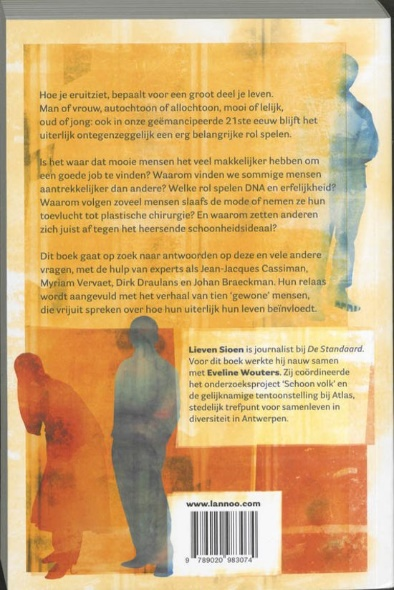 Hoe je eruitziet, bepaalt voor een groot deel je leven.
Man of vrouw, autochtoon of allochtoon, mooi of lelijk,
oud of jong: ook in onze geëmancipeerde 21ste eeuw blijft het
uiterlijk ontegenzeggelijk een erg belangrijke rol spelen.
Is het waar dat mooie mensen het veel makkelijker hebben om
een goede job te vinden? Waarom vinden we sommige mensen
aantrekkelijker dan andere? Welke rol spelen DNA en erfelijkheid?
Waarom volgen zoveel mensen slaafs de mode of nemen ze hun
toevlucht tot plastische chirurgie? En waarom zetten anderen
zich juist af tegen het heersende schoonheidsideaal?
Dit boek gaat op zoek naar antwoorden op deze en vele andere
vragen, met de hulp van experts als Jean-Jacques Cassiman,
Myriam Vervaet, Dirk Draulans en Johan Braeckman. Hun relaas
wordt aangevuld met het verhaal van tien ‘gewone’ mensen,
die vrijuit spreken over hoe hun uiterlijk hun leven beïnvloedt.
Lieven Sioen is journalist bij De Standaard.
Voor dit boek werkte hij nauw samen
met Eveline Wouters. Zij coördineerde
het onderzoeksproject ‘Schoon volk’ en
de gelijknamige tentoonstelling bij Atlas,
stedelijk trefpunt voor samenleven in
diversiteit in Antwerpen.
www.lannoo.com
9 789020 983074